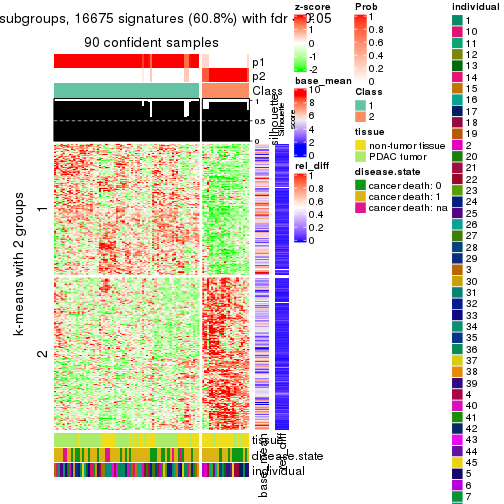 subgroups, 16675 signatures (60.8%) with fdr < 0.05
90 confident samples
p1
p2
Class
silhouette
score
1
0.5
0
k-means with 2 groups
1
2
tissue
disease.state
individual
base_mean
rel_diff
z-score
2
1
0
-1
-2
base_mean
10
8
6
4
2
0
rel_diff
1
0.8
0.6
0.4
0.2
0
Prob
1
0.8
0.6
0.4
0.2
0
Class
1
2
tissue
non-tumor tissue
PDAC tumor
disease.state
cancer death: 0
cancer death: 1
cancer death: na
individual
1
10
11
12
13
14
15
16
17
18
19
2
20
21
22
23
24
25
26
27
28
29
3
30
31
32
33
34
35
36
37
38
39
4
40
41
42
43
44
45
5
6
7